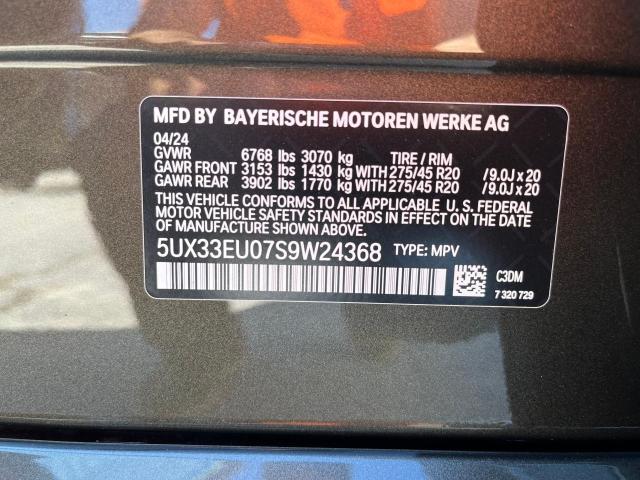 MFD BY BAYERISCHE MOTOREN WERKE AG
04/24
GVWR 6768 lbs 3070 kg TIRE / RIM
GAWR FRONT 3153 lbs 1430 kg WITH 275/45 R20 /9.0J x 20
GAWR REAR 3902 lbs 1770 kg WITH 275/45 R20 /9.0J x 20
THIS VEHICLE CONFORMS TO ALL APPLICABLE U. S. FEDERAL
MOTOR VEHICLE SAFETY STANDARDS IN EFFECT ON THE DATE
OF MANUFACTURE SHOWN ABOVE.
5UX33EU07S9W24368 TYPE: MPV
C3DM
7 320 729